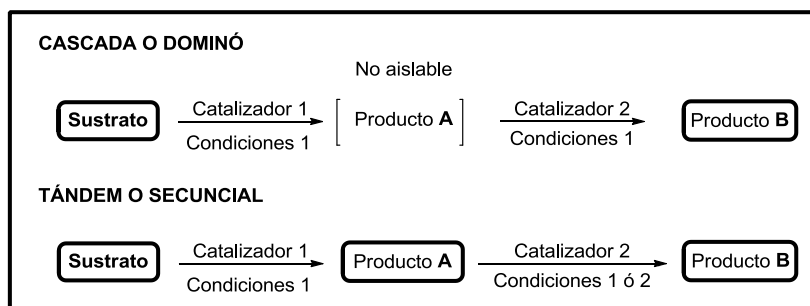 CASCADA O DOMINÓ
No aislable
Sustrato Catalizador 1 Condiciones 1 [ Producto A ] Catalizador 2 Condiciones 1 Producto B
TÁNDEM O SECUNCIAL
Sustrato Catalizador 1 Condiciones 1 Producto A Catalizador 2 Condiciones 1 ó 2 Producto B